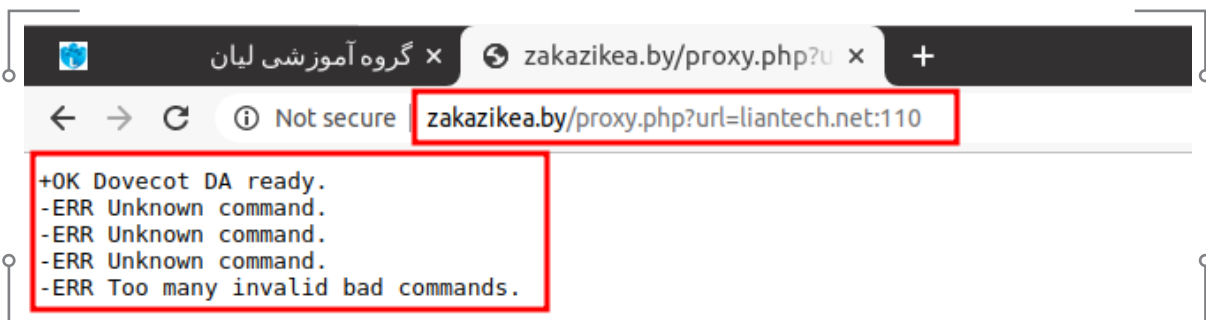 گروه آموزشی لیان
zakazikea.by/proxy.php?u
Not secure | zakazikea.by/proxy.php?url=liantech.net:110
+OK Dovecot DA ready.
-ERR Unknown command.
-ERR Unknown command.
-ERR Unknown command.
-ERR Too many invalid bad commands.